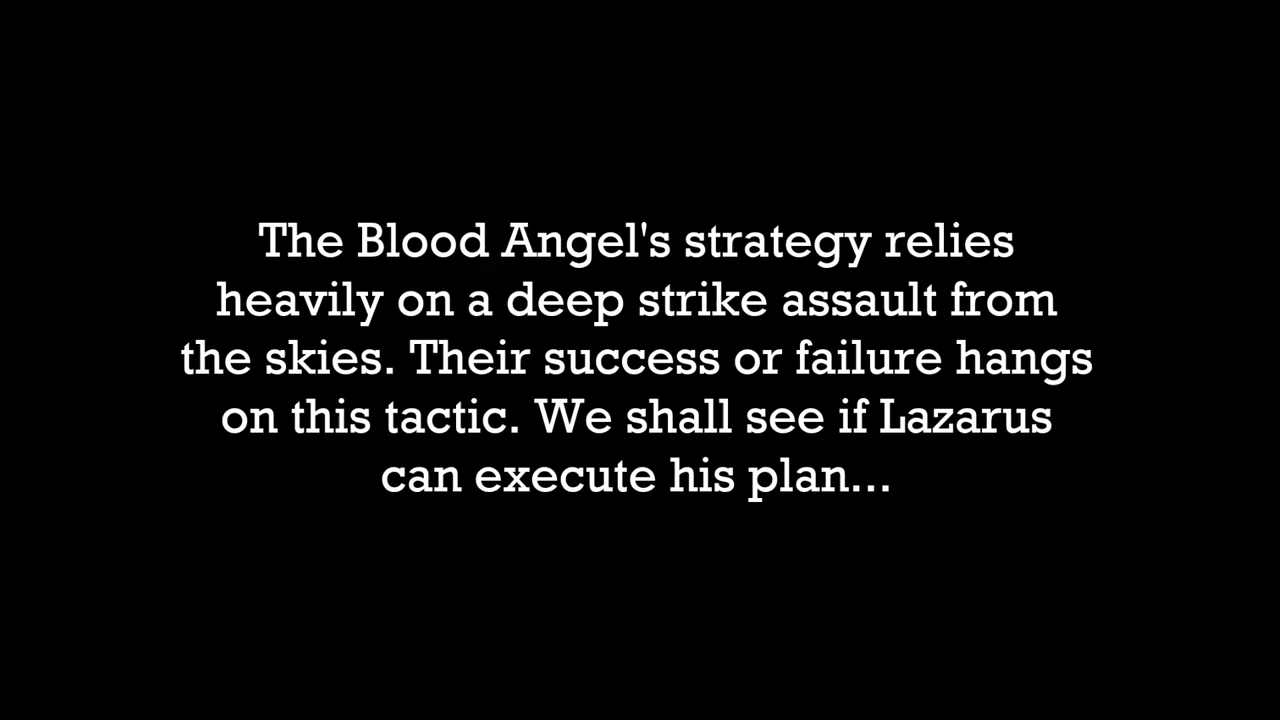 The Blood Angel's strategy relies
heavily on a deep strike assault from
the skies. Their success or failure hangs
on this tactic. We shall see if Lazarus
can execute his plan...